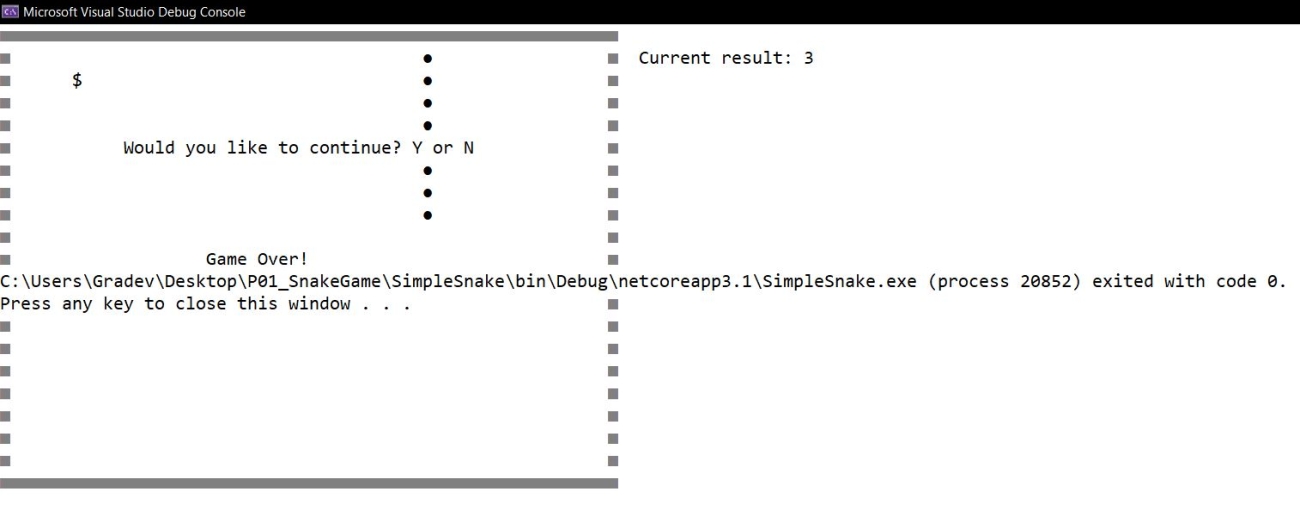 Microsoft Visual Studio Debug Console
Current result: 3
$
Would you like to continue? Y or N
Game Over!
C:\Users\Gradev\Desktop\P01_SnakeGame\SimpleSnake\bin\Debug\netcoreapp3.1\SimpleSnake.exe (process 20852) exited with code 0.
Press any key to close this window . . .